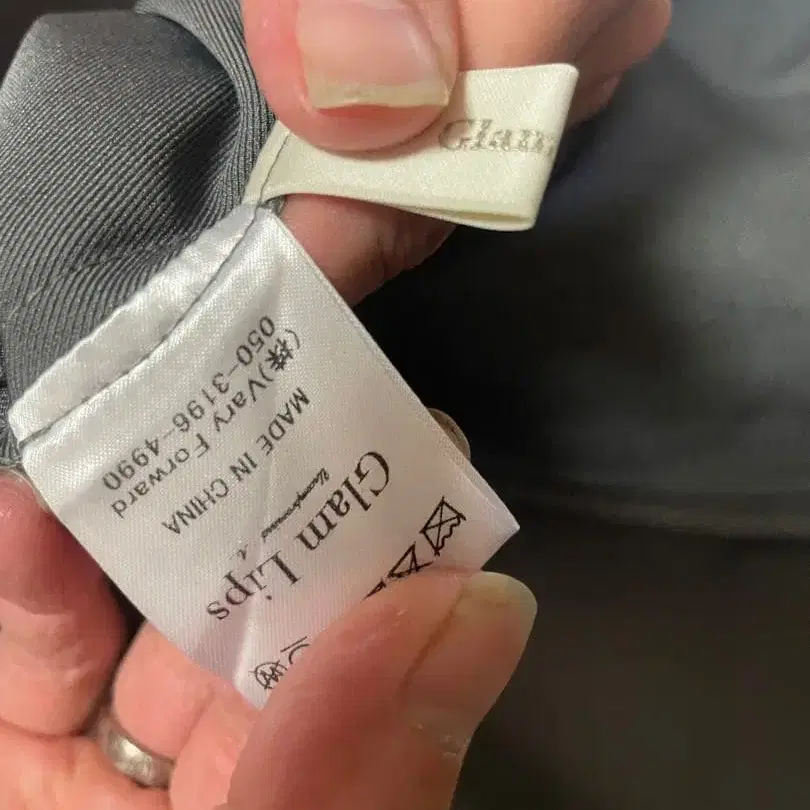 Glam
Glam Lips
MADE IN CHINA
(株)Vary Forward
050-3196-4990